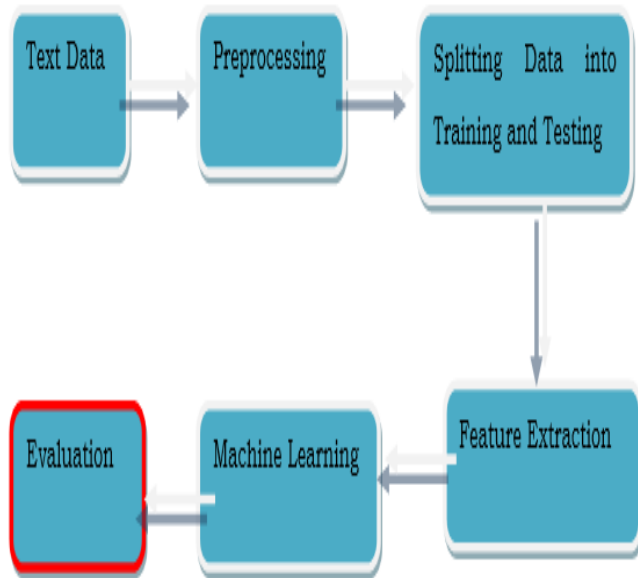 Text Data
Preprocessing
Splitting Data into
Training and Testing
Feature Extraction
Machine Learning
Evaluation